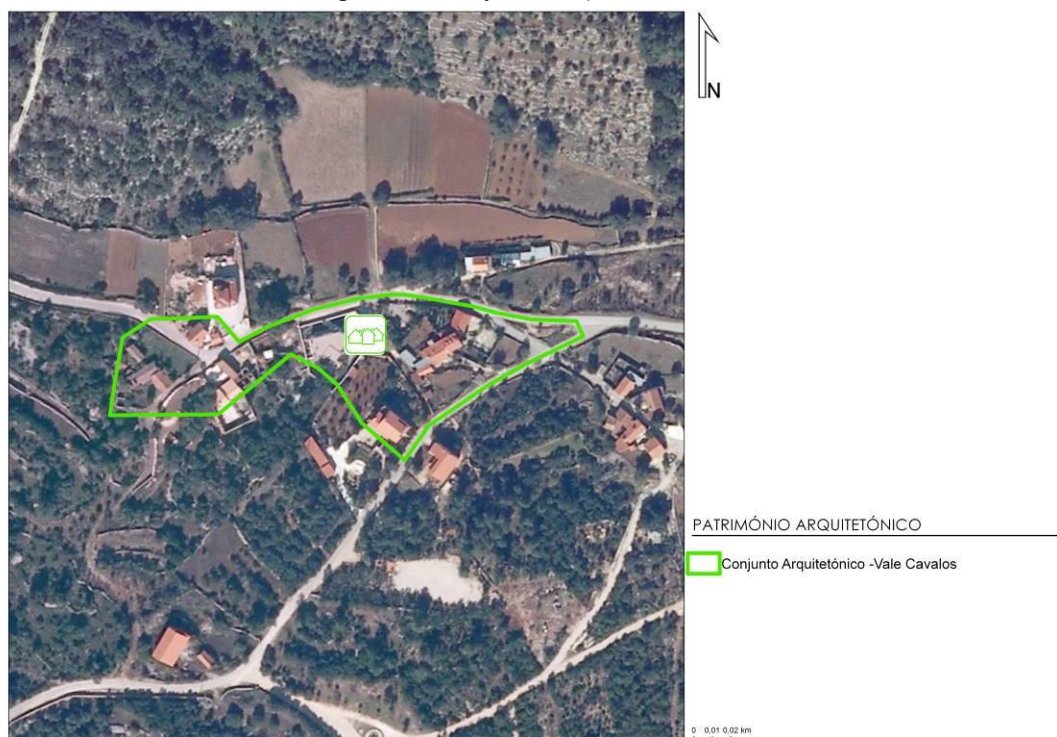 N
PATRIMÓNIO ARQUITETÓNICO
Conjunto Arquitetónico -Vale Cavalos
0 0,01 0,02 km